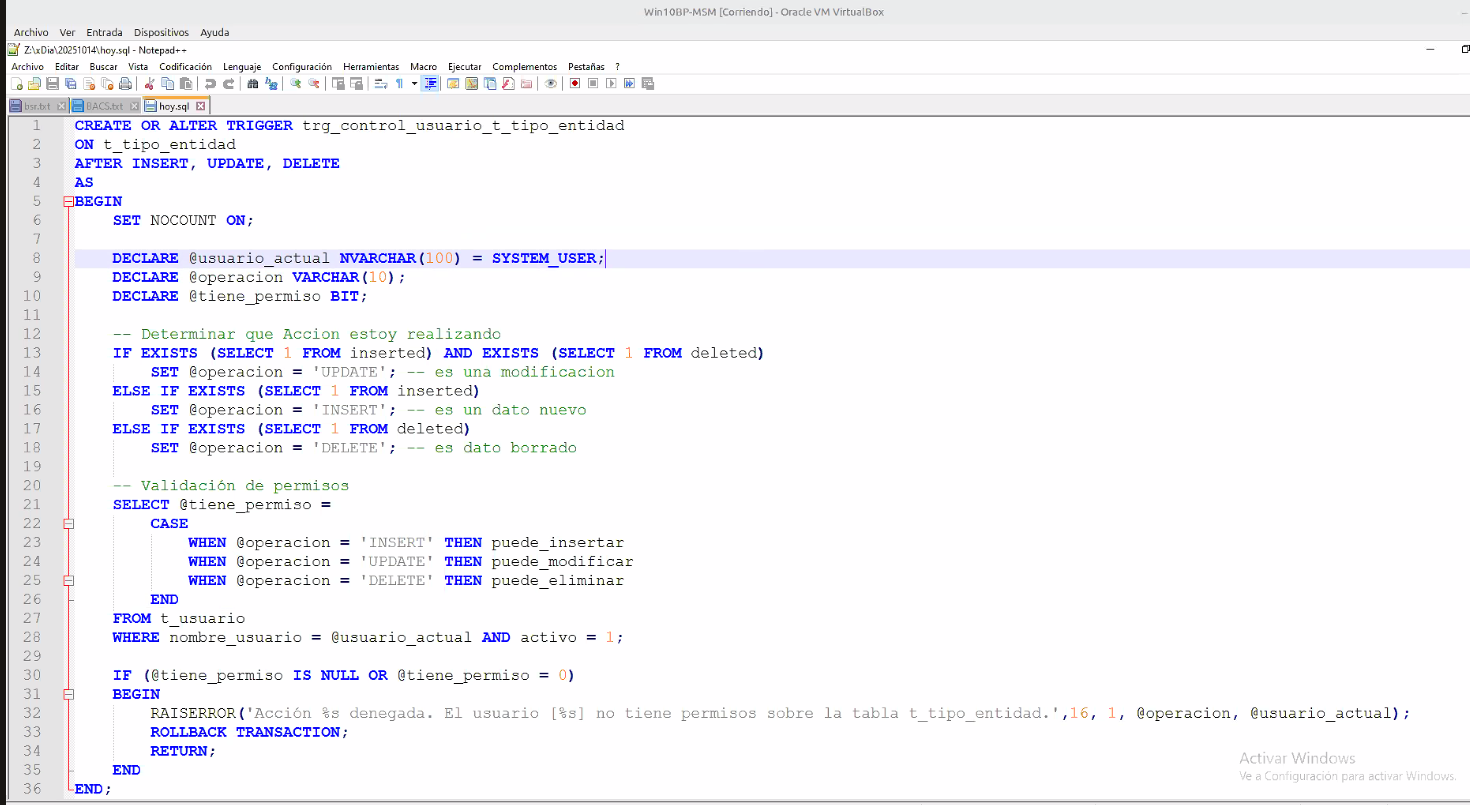 Win10BP-MSM [Corriendo] - Oracle VM VirtualBox
Archivo Ver Entrada Dispositivos Ayuda
Z:\xDia\20251014\hoy.sql - Notepad++
Archivo Editar Buscar Vista Codificación Lenguaje Configuración Herramientas Macro Ejecutar Complementos Pestañas ?
bsr.txt BACS.txt hoy.sql
1 CREATE OR ALTER TRIGGER trg_control_usuario_t_tipo_entidad
2 ON t_tipo_entidad
3 AFTER INSERT, UPDATE, DELETE
4 AS
5 BEGIN
6 SET NOCOUNT ON;
7
8 DECLARE @usuario_actual NVARCHAR(100) = SYSTEM_USER;
9 DECLARE @operacion VARCHAR(10);
10 DECLARE @tiene_permiso BIT;
11
12 -- Determinar que Accion estoy realizando
13 IF EXISTS (SELECT 1 FROM inserted) AND EXISTS (SELECT 1 FROM deleted)
14 SET @operacion = 'UPDATE'; -- es una modificacion
15 ELSE IF EXISTS (SELECT 1 FROM inserted)
16 SET @operacion = 'INSERT'; -- es un dato nuevo
17 ELSE IF EXISTS (SELECT 1 FROM deleted)
18 SET @operacion = 'DELETE'; -- es dato borrado
19
20 -- Validación de permisos
21 SELECT @tiene_permiso =
22 CASE
23 WHEN @operacion = 'INSERT' THEN puede_insertar
24 WHEN @operacion = 'UPDATE' THEN puede_modificar
25 WHEN @operacion = 'DELETE' THEN puede_eliminar
26 END
27 FROM t_usuario
28 WHERE nombre_usuario = @usuario_actual AND activo = 1;
29
30 IF (@tiene_permiso IS NULL OR @tiene_permiso = 0)
31 BEGIN
32 RAISERROR('Acción %s denegada. El usuario [%s] no tiene permisos sobre la tabla t_tipo_entidad.',16, 1, @operacion, @usuario_actual);
33 ROLLBACK TRANSACTION;
34 RETURN;
35 END
36 END;
Activar Windows
Ve a Configuración para activar Windows.